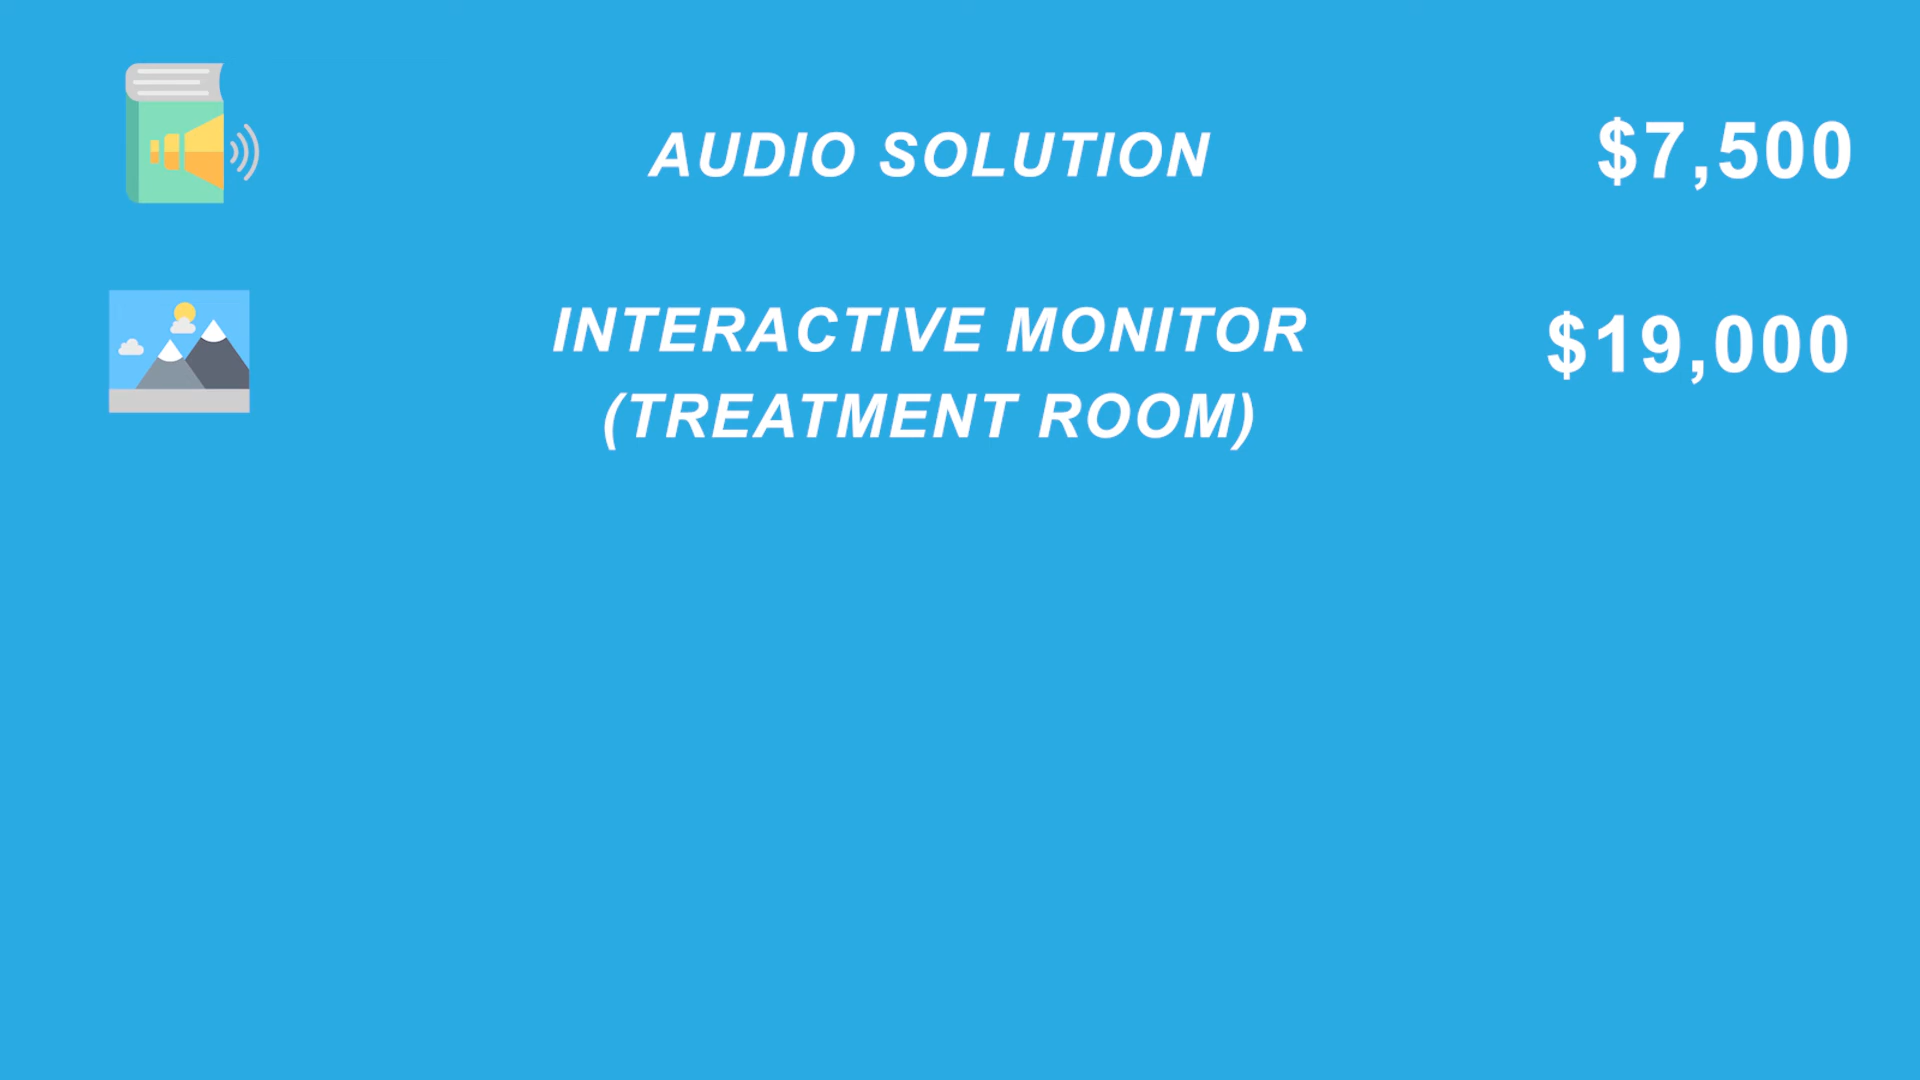 AUDIO SOLUTION
$7,500
INTERACTIVE MONITOR
(TREATMENT ROOM)
$19,000